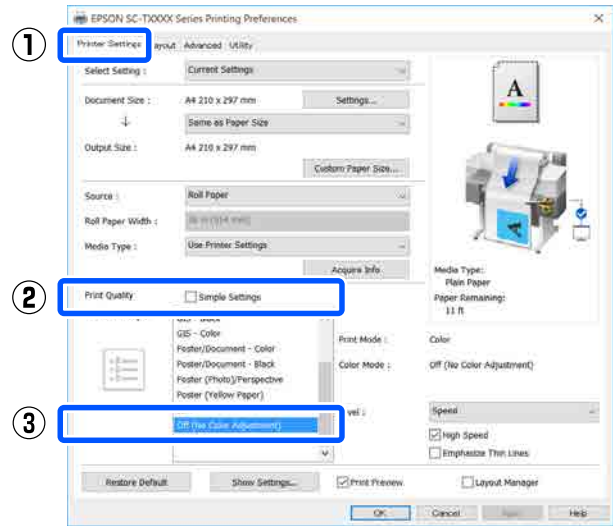 EPSON SC-TXXXX Series Printing Preferences
① Printer Settings ayout Advanced Utility
Select Setting : Current Settings
Document Size : A4 210 x 297 mm Settings...
Same as Paper Size
Output Size : A4 210 x 297 mm
Custom Paper Size...
Source : Roll Paper
Roll Paper Width :
Media Type : Use Printer Settings
Acquire Info
A
Media Type:
Plain Paper
Paper Remaining:
11 ft
② Print Quality Simple Settings
GIS - Black
GIS - Color
Poster/Document - Color
Poster/Document - Black
Poster (Photo)/Perspective
Poster (Yellow Paper)
③ Off (No Color Adjustment)
Print Mode : Color
Color Mode : Off (No Color Adjustment)
evel : Speed
High Speed
Emphasize Thin Lines
Restore Default Show Settings... Print Preview Layout Manager
OK Cancel Help